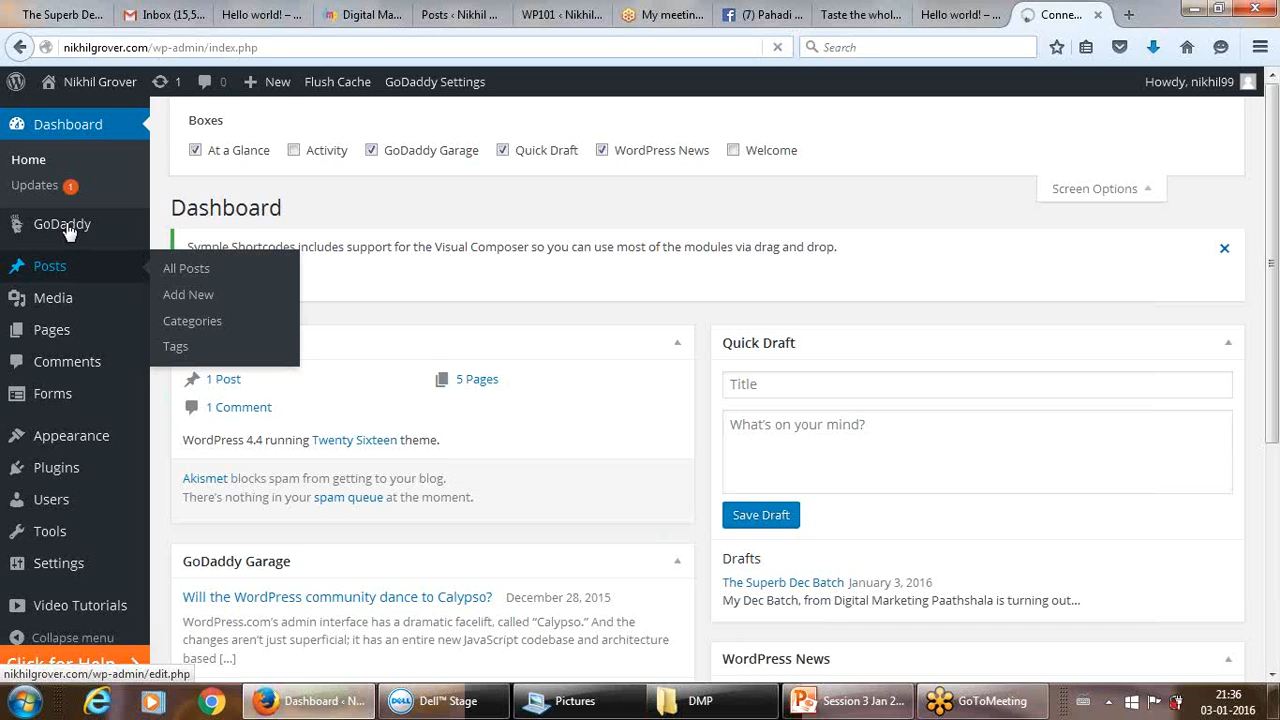 The Superb De...
Inbox (15,5...
Hello world! – ...
Digital Ma...
Posts ‹ Nikhil ...
WP101 ‹ Nikhil...
My meetin...
(7) Pahadi ...
Taste the whol...
Hello world! – ...
Conne...
nikhilgrover.com/wp-admin/index.php
Search
Nikhil Grover
1
0
New
Flush Cache
GoDaddy Settings
Howdy, nikhil99
Dashboard
Home
Updates 1
GoDaddy
Posts
Media
Pages
Comments
Forms
Appearance
Plugins
Users
Tools
Settings
Video Tutorials
Collapse menu
Click for Help
nikhilgrover.com/wp-admin/edit.php
All Posts
Add New
Categories
Tags
Boxes
At a Glance
Activity
GoDaddy Garage
Quick Draft
WordPress News
Welcome
Screen Options
Dashboard
Symple Shortcodes includes support for the Visual Composer so you can use most of the modules via drag and drop.
1 Post
5 Pages
1 Comment
WordPress 4.4 running Twenty Sixteen theme.
Akismet blocks spam from getting to your blog.
There's nothing in your spam queue at the moment.
GoDaddy Garage
Will the WordPress community dance to Calypso? December 28, 2015
WordPress.com's admin interface has a dramatic facelift, called "Calypso." And the
changes aren't just superficial; it has an entire new JavaScript codebase and architecture
based [...]
Quick Draft
Title
What's on your mind?
Save Draft
Drafts
The Superb Dec Batch January 3, 2016
My Dec Batch, from Digital Marketing Paathshala is turning out...
WordPress News
Dashboard ‹ N...
Dell™ Stage
Pictures
DMP
Session 3 Jan 2...
GoToMeeting
21:36
03-01-2016